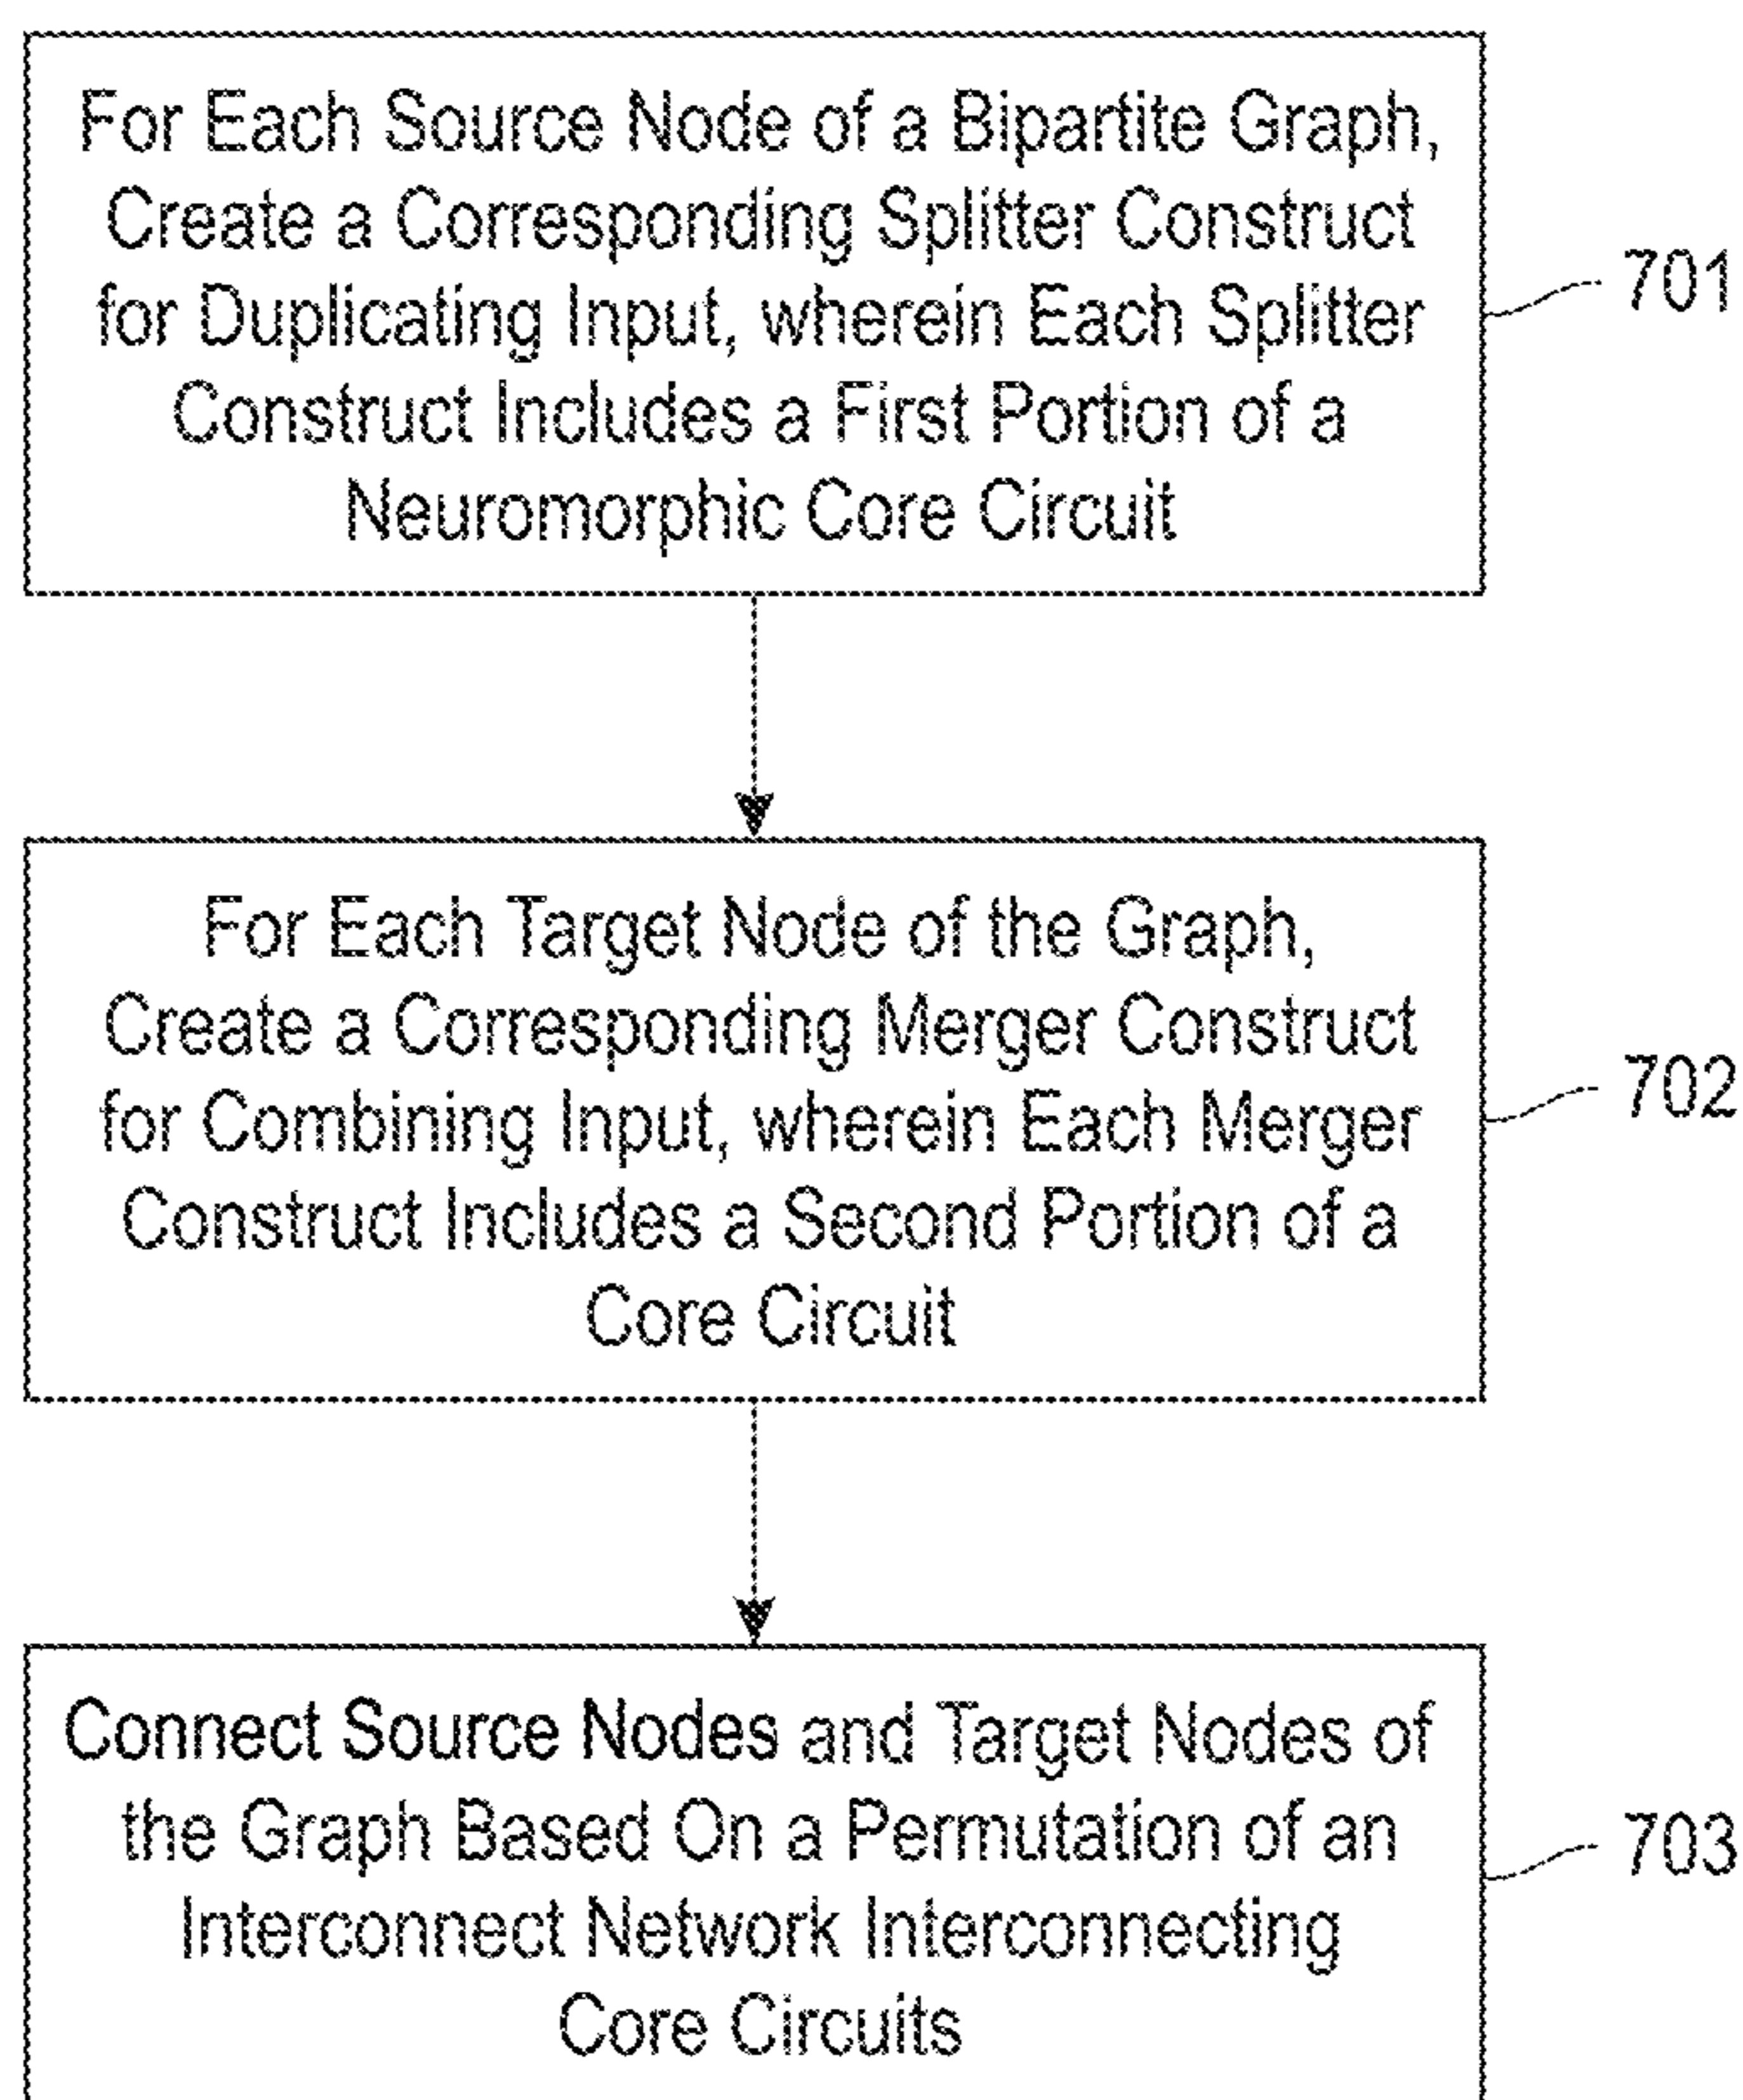 For Each Source Node of a Bipartite Graph,
Create a Corresponding Splitter Construct
for Duplicating Input, wherein Each Splitter
Construct Includes a First Portion of a
Neuromorphic Core Circuit
701
For Each Target Node of the Graph,
Create a Corresponding Merger Construct
for Combining Input, wherein Each Merger
Construct Includes a Second Portion of a
Core Circuit
702
Connect Source Nodes and Target Nodes of
the Graph Based On a Permutation of an
Interconnect Network Interconnecting
Core Circuits
703